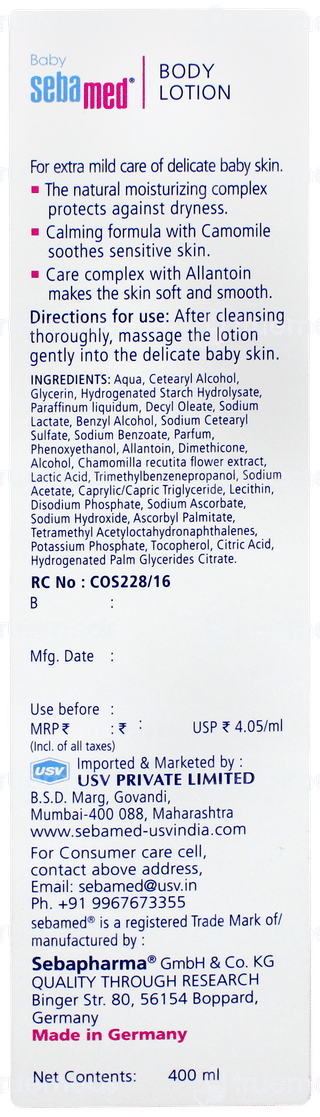 Baby
sebamed®
BODY
LOTION
For extra mild care of delicate baby skin.
The natural moisturizing complex
protects against dryness.
Calming formula with Camomile
soothes sensitive skin.
Care complex with Allantoin
makes the skin soft and smooth.
Directions for use: After cleansing
thoroughly, massage the lotion
gently into the delicate baby skin.
INGREDIENTS: Aqua, Cetearyl Alcohol,
Glycerin, Hydrogenated Starch Hydrolysate,
Paraffinum liquidum, Decyl Oleate, Sodium
Lactate, Benzyl Alcohol, Sodium Cetearyl
Sulfate, Sodium Benzoate, Parfum,
Phenoxyethanol, Allantoin, Dimethicone,
Alcohol, Chamomilla recutita flower extract,
Lactic Acid, Trimethylbenzenepropanol, Sodium
Acetate, Caprylic/Capric Triglyceride, Lecithin,
Disodium Phosphate, Sodium Ascorbate,
Sodium Hydroxide, Ascorbyl Palmitate,
Tetramethyl Acetyloctahydronaphthalenes,
Potassium Phosphate, Tocopherol, Citric Acid,
Hydrogenated Palm Glycerides Citrate.
RC No : COS228/16
B :
Mfg. Date :
Use before :
MRP ₹ : ₹ : USP ₹ 4.05/ml
(Incl. of all taxes)
USV
Imported & Marketed by :
USV PRIVATE LIMITED
B.S.D. Marg, Govandi,
Mumbai-400 088, Maharashtra
www.sebamed-usvindia.com
For Consumer care cell,
contact above address,
Email: sebamed@usv.in
Ph. +91 9967673355
sebamed® is a registered Trade Mark of/
manufactured by :
Sebapharma® GmbH & Co. KG
QUALITY THROUGH RESEARCH
Binger Str. 80, 56154 Boppard,
Germany
Made in Germany
Net Contents: 400 ml